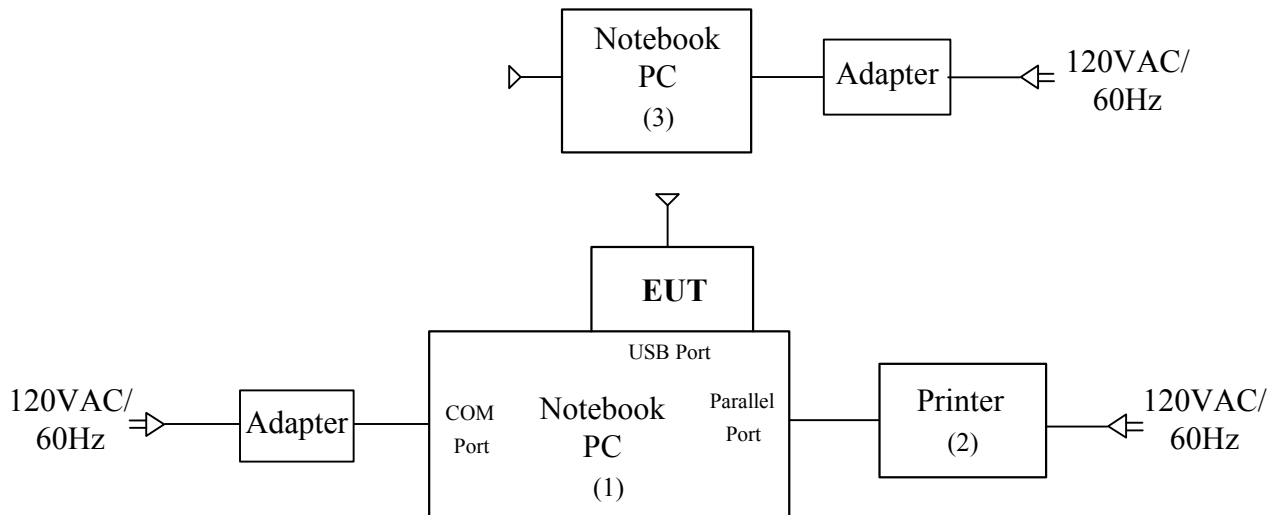 Notebook
PC
(3)
Adapter
120VAC/
60Hz
EUT
USB Port
120VAC/
60Hz
Adapter
COM
Port
Notebook
PC
(1)
Parallel
Port
Printer
(2)
120VAC/
60Hz